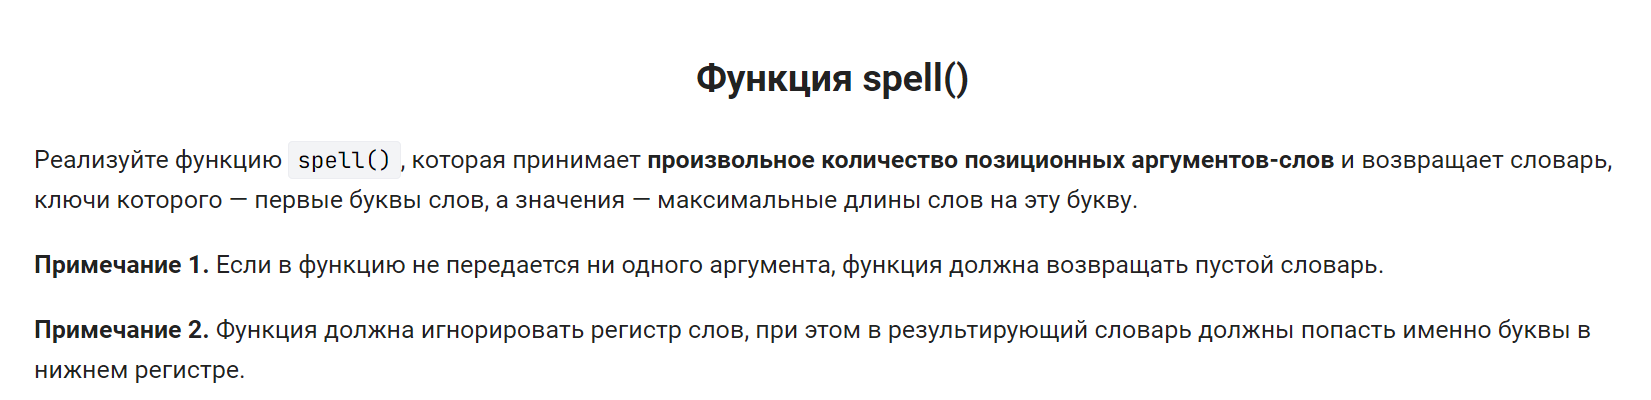 Функция spell()
Реализуйте функцию spell(), которая принимает произвольное количество позиционных аргументов-слов и возвращает словарь,
ключи которого — первые буквы слов, а значения — максимальные длины слов на эту букву.
Примечание 1. Если в функцию не передается ни одного аргумента, функция должна возвращать пустой словарь.
Примечание 2. Функция должна игнорировать регистр слов, при этом в результирующий словарь должны попасть именно буквы в
нижнем регистре.